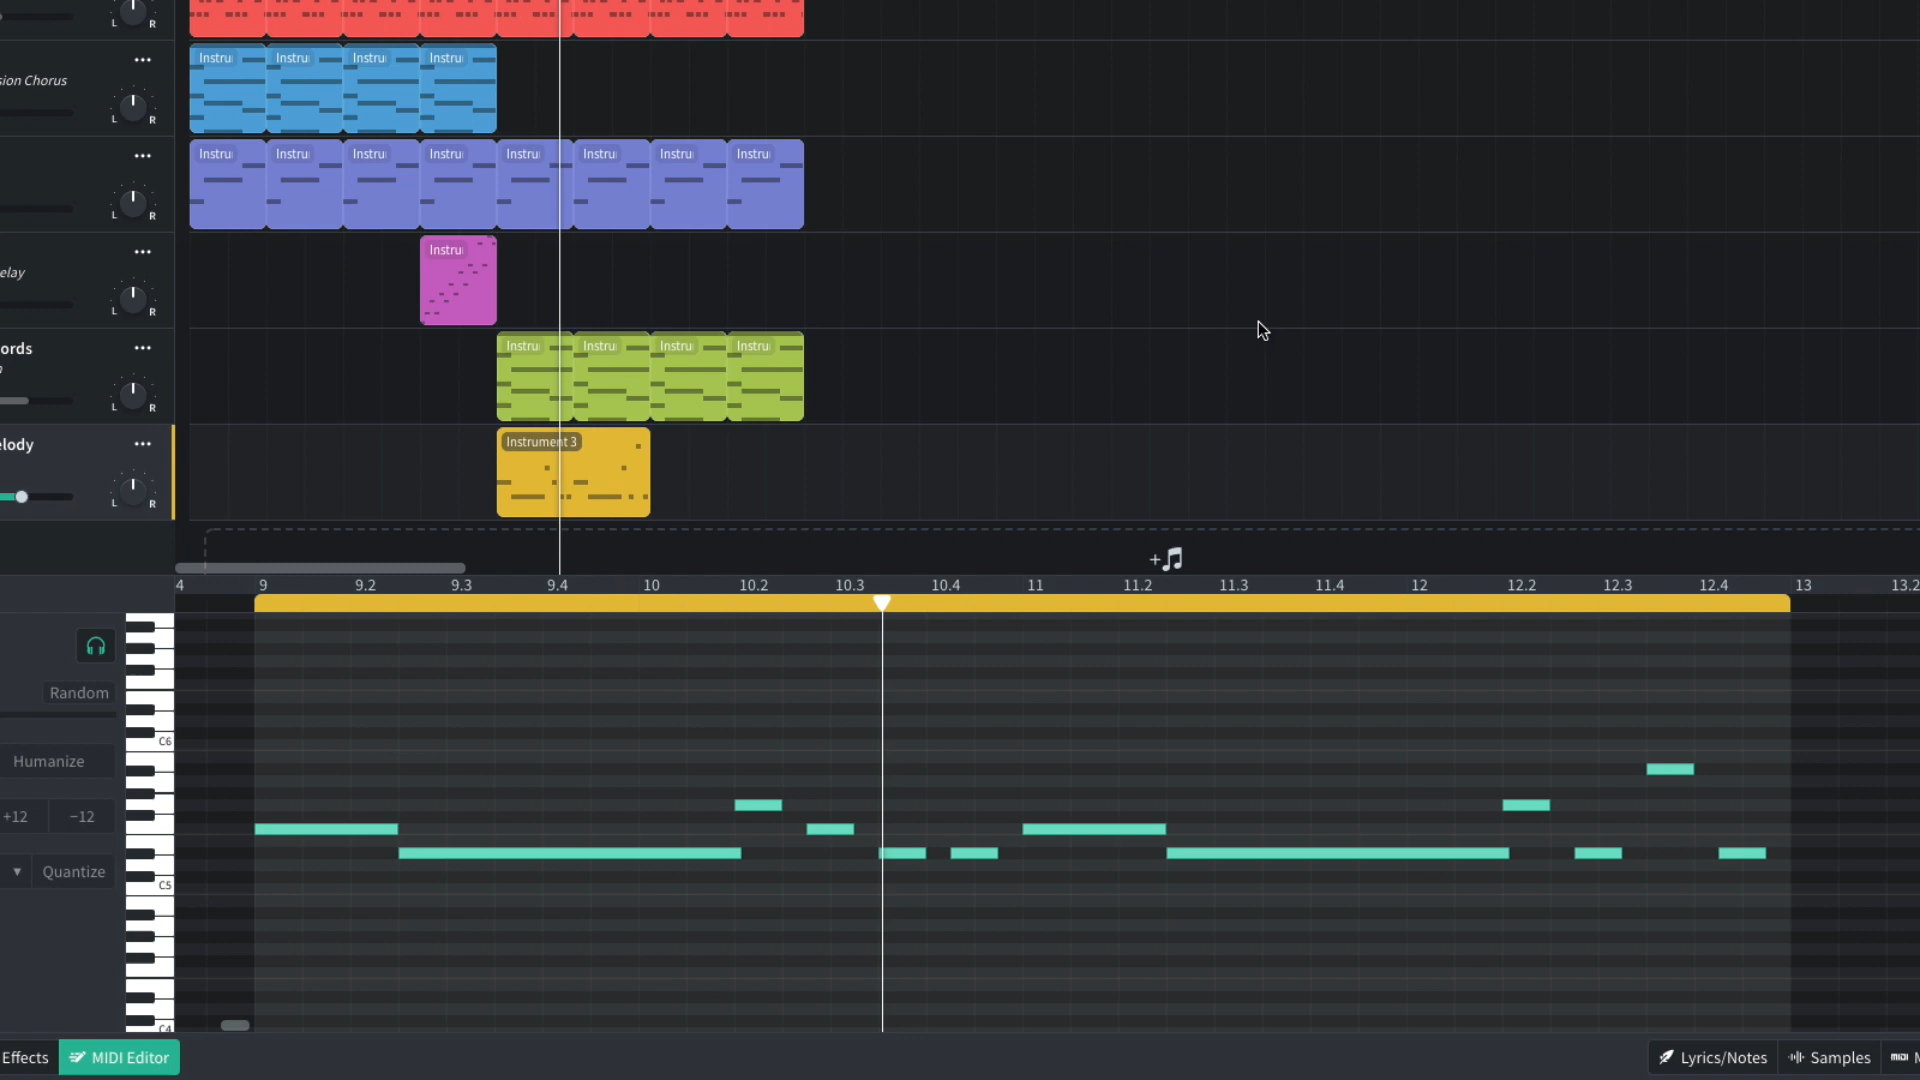 L R
Instru Instru Instru Instru
sion Chorus
L R
Instru Instru Instru Instru Instru Instru Instru Instru
L R
Instru
elay
L R
ords
Instru Instru Instru Instru
L R
elody
Instrument 3
L R
4 9 9.2 9.3 9.4 10 10.2 10.3 10.4 11 11.2 11.3 11.4 12 12.2 12.3 12.4 13 13.2
Random
C6
Humanize
+12 −12
Quantize
C5
C4
Effects MIDI Editor Lyrics/Notes Samples